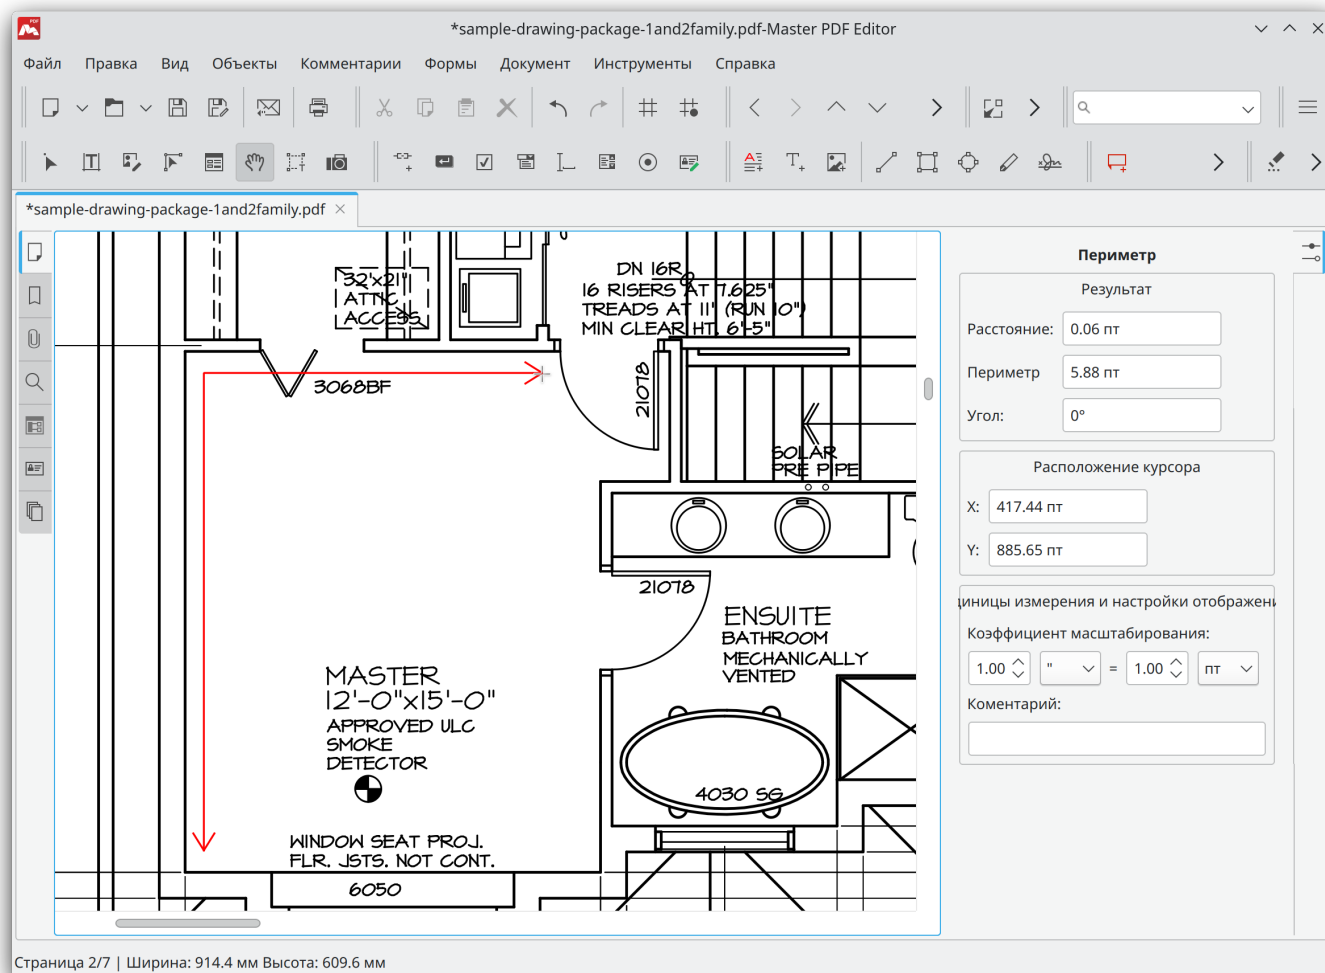 *sample-drawing-package-1and2family.pdf-Master PDF Editor
Файл Правка Вид Объекты Комментарии Формы Документ Инструменты Справка
*sample-drawing-package-1and2family.pdf
32'x21"
ATTIC
ACCESS
DN 16R
16 RISERS AT 7.625"
TREADS AT 11' (RUN 10")
MIN CLEAR HT. 6'-5"
3068BF
21078
SOLAR
PRE PIPE
21078
ENSUITE
BATHROOM
MECHANICALLY
VENTED
MASTER
12'-0"x15'-0"
APPROVED ULC
SMOKE
DETECTOR
4030 SG
WINDOW SEAT PROJ.
FLR. JSTS. NOT CONT.
6050
Периметр
Результат
Расстояние: 0.06 пт
Периметр 5.88 пт
Угол: 0°
Расположение курсора
X: 417.44 пт
Y: 885.65 пт
диницы измерения и настройки отображени
Коэффициент масштабирования:
1.00 " = 1.00 пт
Коментарий:
Страница 2/7 | Ширина: 914.4 мм Высота: 609.6 мм